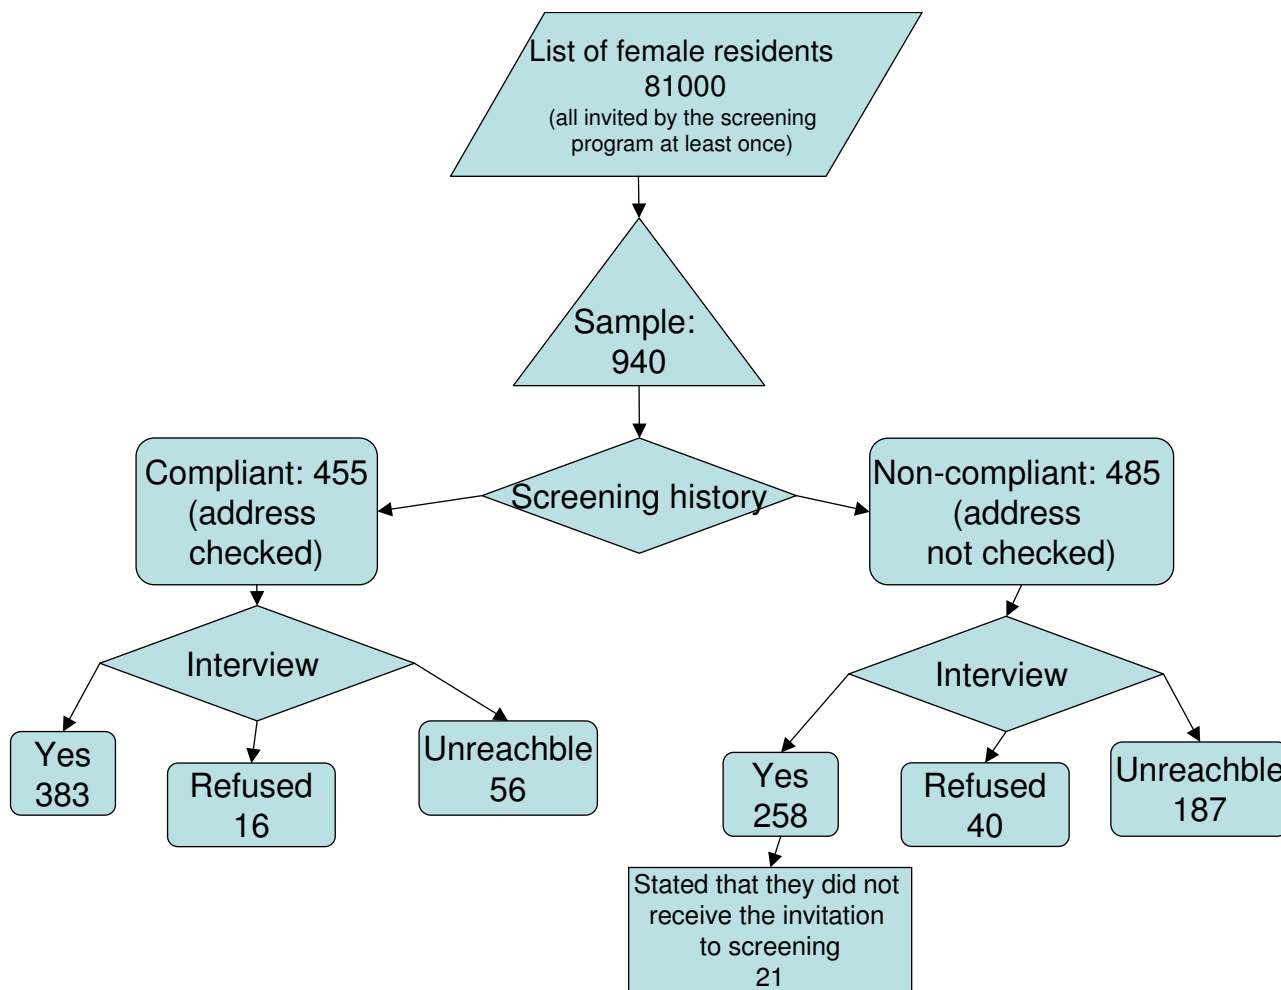 List of female residents
81000
(all invited by the screening
program at least once)
Sample:
940
Screening history
Compliant: 455
(address
checked)
Non-compliant: 485
(address
not checked)
Interview
Interview
Yes
383
Refused
16
Unreachble
56
Yes
258
Refused
40
Unreachble
187
Stated that they did not
receive the invitation
to screening
21